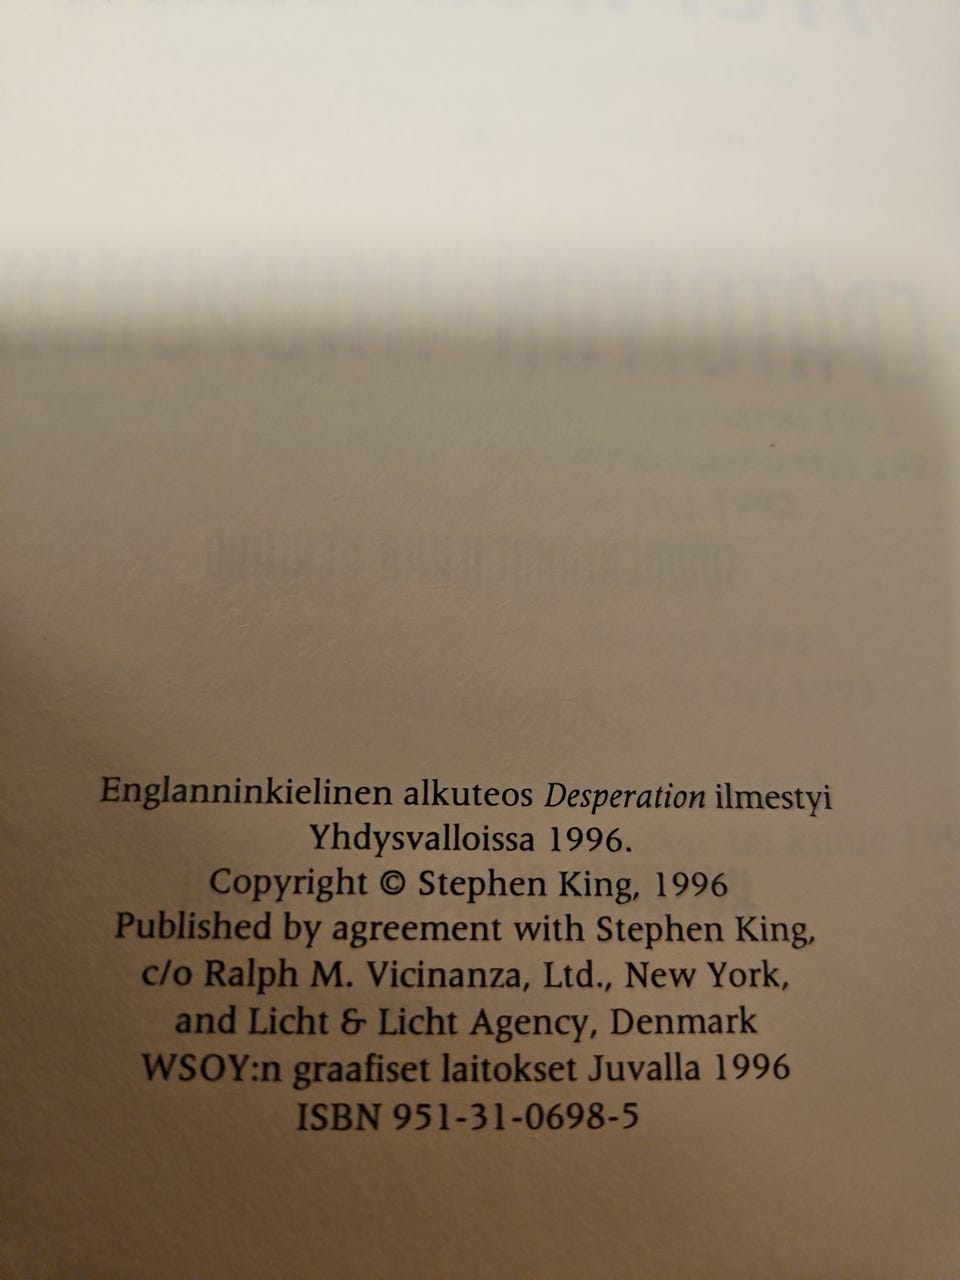 Englanninkielinen alkuteos Desperation ilmestyi
Yhdysvalloissa 1996.
Copyright © Stephen King, 1996
Published by agreement with Stephen King,
c/o Ralph M. Vicinanza, Ltd., New York,
and Licht & Licht Agency, Denmark
WSOY:n graafiset laitokset Juvalla 1996
ISBN 951-31-0698-5